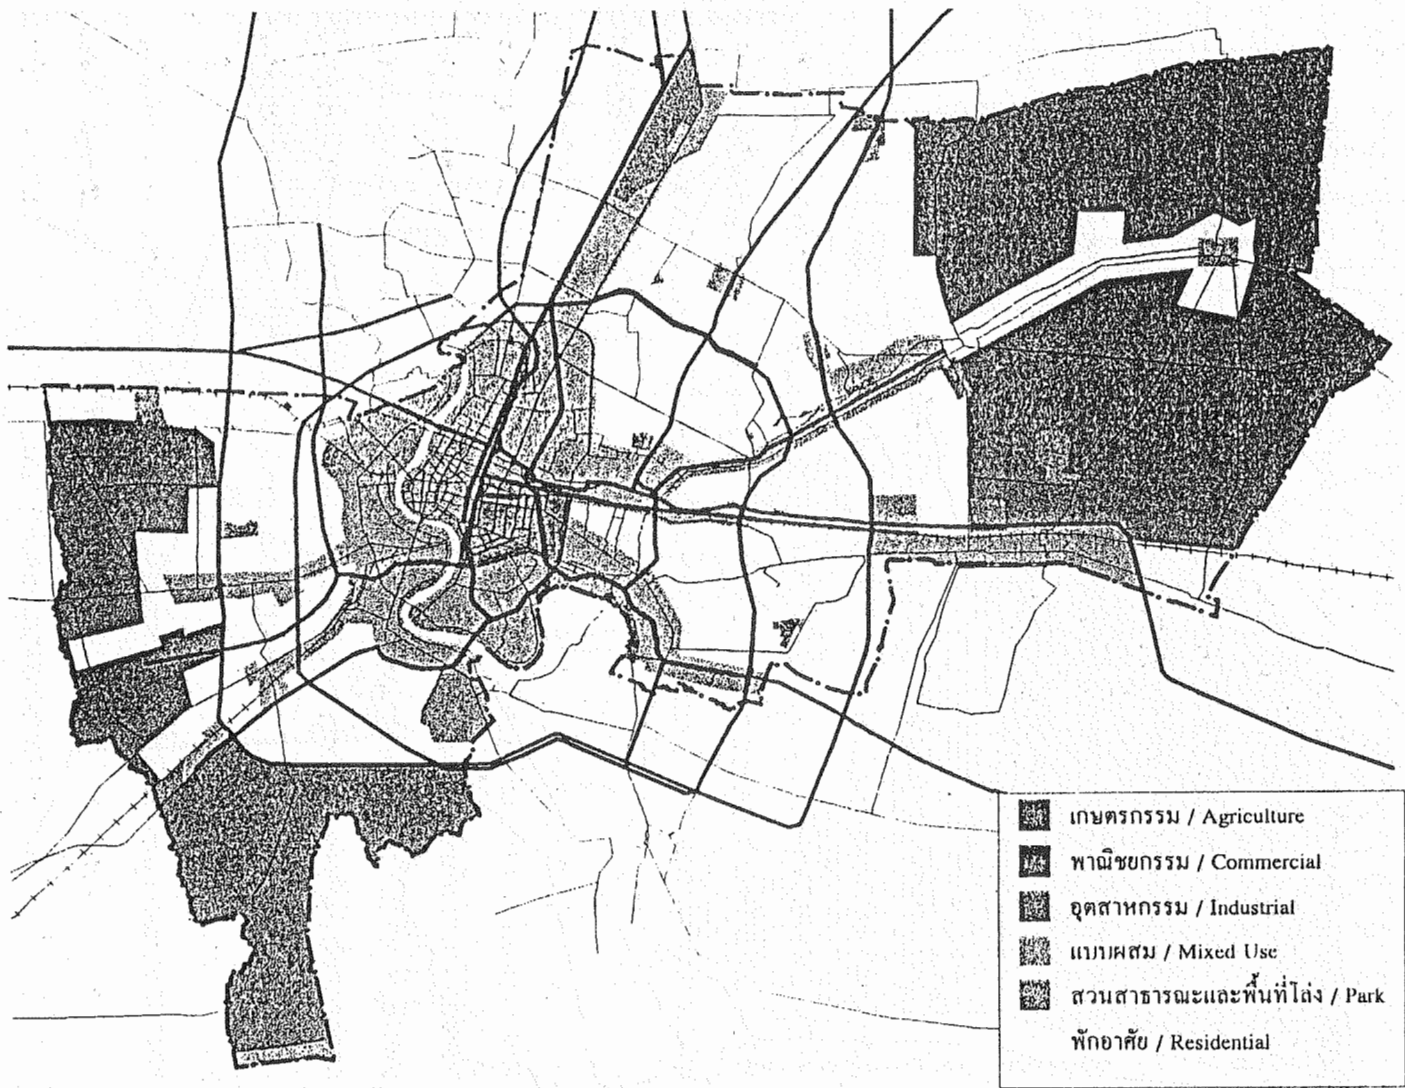 เกษตรกรรม / Agriculture
พาณิชยกรรม / Commercial
อุตสาหกรรม / Industrial
แบบผสม / Mixed Use
สวนสาธารณะและพื้นที่โล่ง / Park
พักอาศัย / Residential